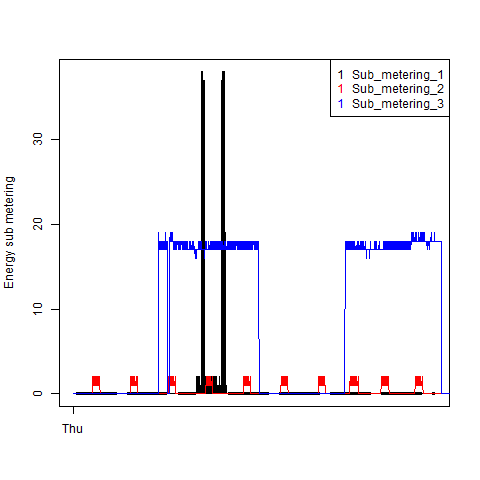 1 Sub_metering_1
1 Sub_metering_2
1 Sub_metering_3
Energy sub metering
30
20
10
0
Thu